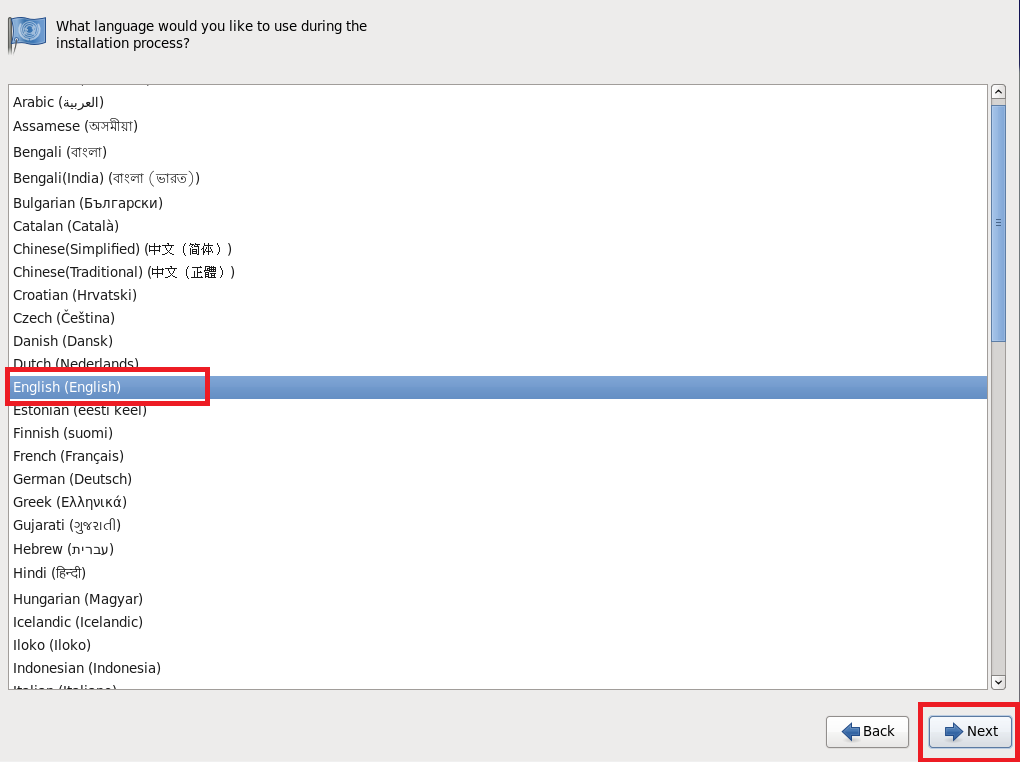 What language would you like to use during the
installation process?
Arabic (العربية)
Assamese (অসমীয়া)
Bengali (বাংলা)
Bengali(India) (বাংলা (ভারত))
Bulgarian (Български)
Catalan (Català)
Chinese(Simplified) (中文（简体）)
Chinese(Traditional) (中文（正體）)
Croatian (Hrvatski)
Czech (Čeština)
Danish (Dansk)
Dutch (Nederlands)
English (English)
Estonian (eesti keel)
Finnish (suomi)
French (Français)
German (Deutsch)
Greek (Ελληνικά)
Gujarati (ગુજરાતી)
Hebrew (עברית)
Hindi (हिन्दी)
Hungarian (Magyar)
Icelandic (Icelandic)
Iloko (Iloko)
Indonesian (Indonesia)
Back
Next